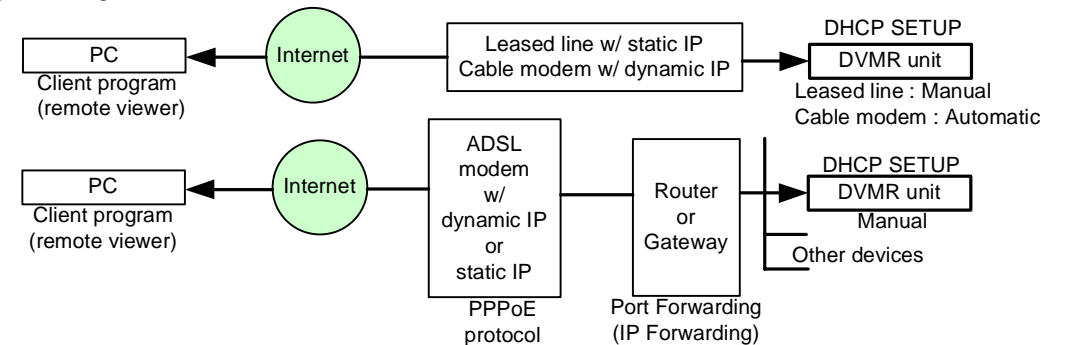 DHCP SETUP
PC
Internet
Leased line w/ static IP
Cable modem w/ dynamic IP
DVMR unit
Client program
(remote viewer)
Leased line : Manual
Cable modem : Automatic
PC
Client program
(remote viewer)
Internet
ADSL
modem
w/
dynamic IP
or
static IP
PPPoE
protocol
Router
or
Gateway
Port Forwarding
(IP Forwarding)
DHCP SETUP
DVMR unit
Manual
Other devices